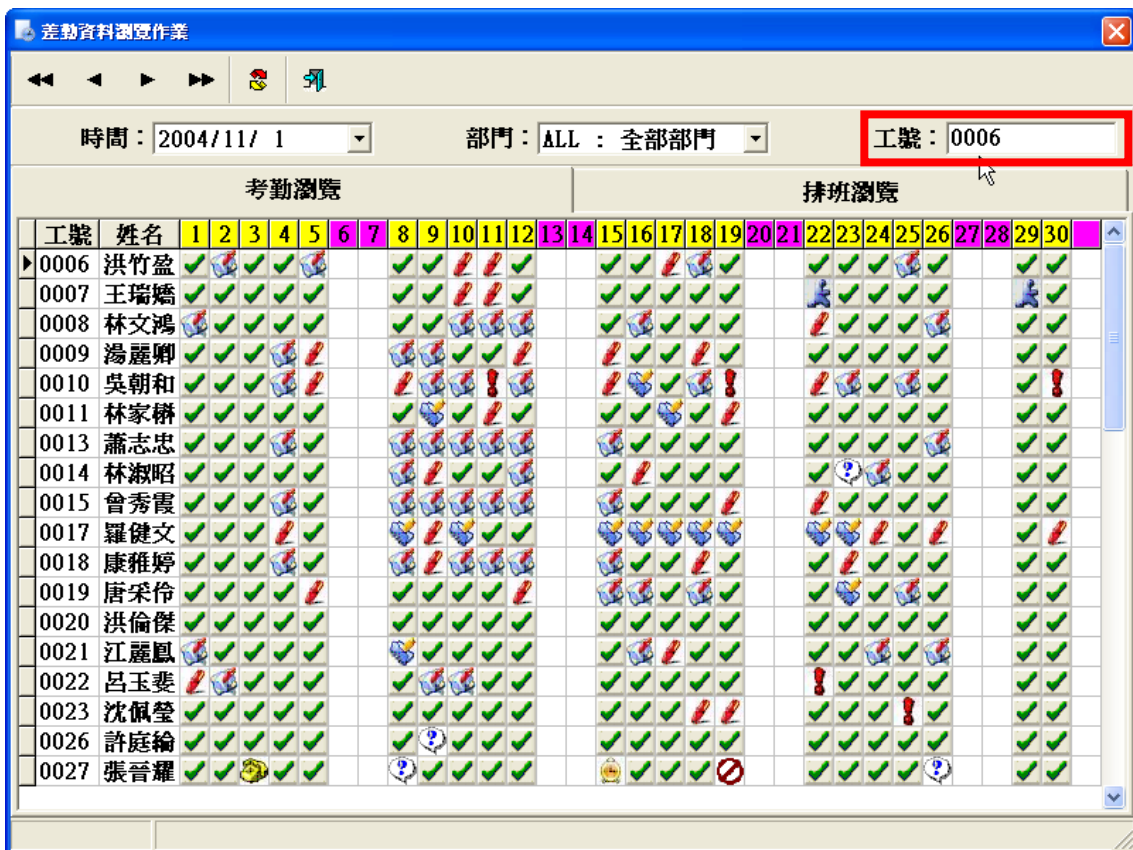 差勤資料瀏覽作業
時間：2004/11/ 1 部門：ALL : 全部部門 工號：0006
考勤瀏覽 排班瀏覽
工號 姓名 1 2 3 4 5 6 7 8 9 10 11 12 13 14 15 16 17 18 19 20 21 22 23 24 25 26 27 28 29 30
0006 洪竹盈
0007 王瑞嬌
0008 林文鴻
0009 湯麗卿
0010 吳朝和
0011 林家
0013 蕭志忠
0014 林淑昭
0015 曾秀霞
0017 羅健文
0018 康雅婷
0019 唐采伶
0020 洪倫傑
0021 江麗鳳
0022 呂玉斐
0023 沈佩瑩
0026 許庭綸
0027 張晉耀